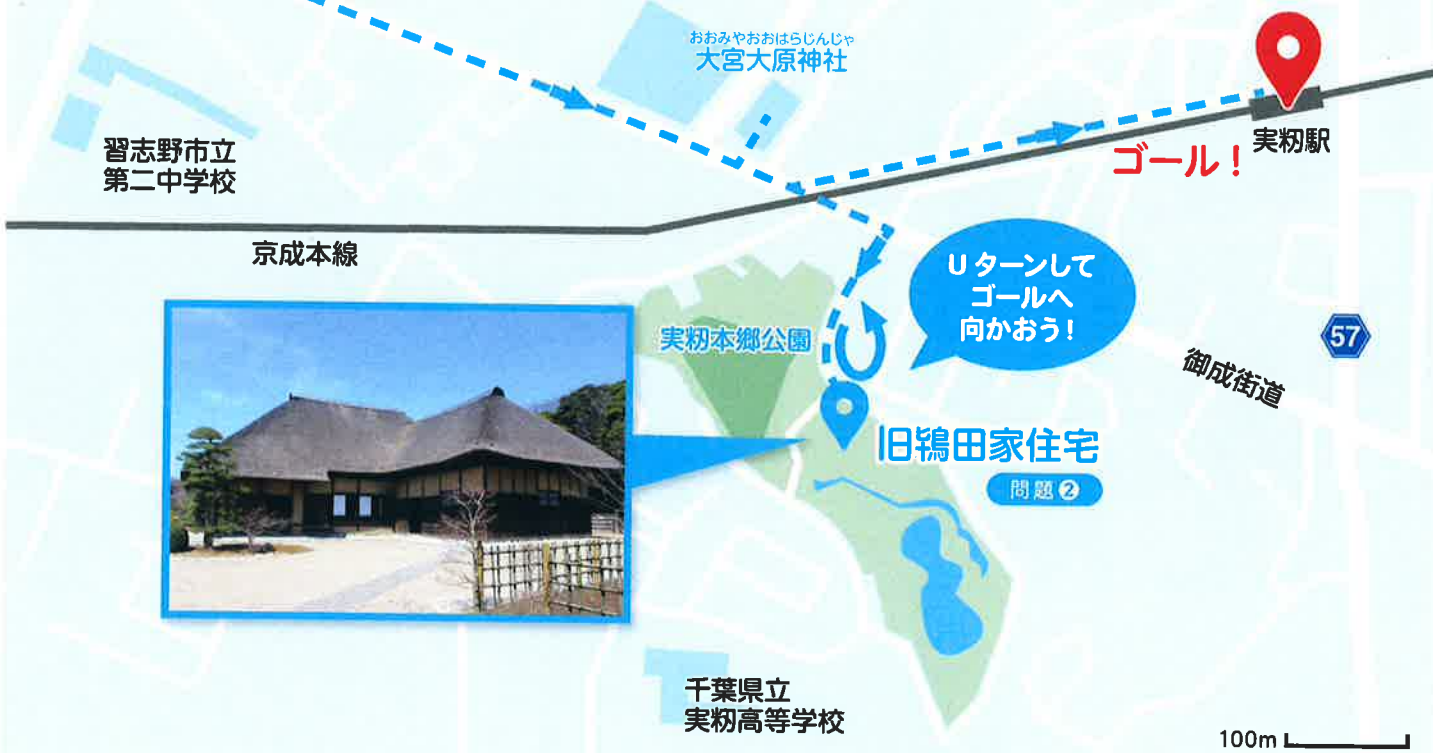 おおみやおおはらじんじゃ
大宮大原神社
習志野市立
第二中学校
実籾駅
ゴール!
京成本線
Uターンして
ゴールへ
向かおう!
実籾本郷公園
57
御成街道
旧鴇田家住宅
問題❷
千葉県立
実籾高等学校
100m